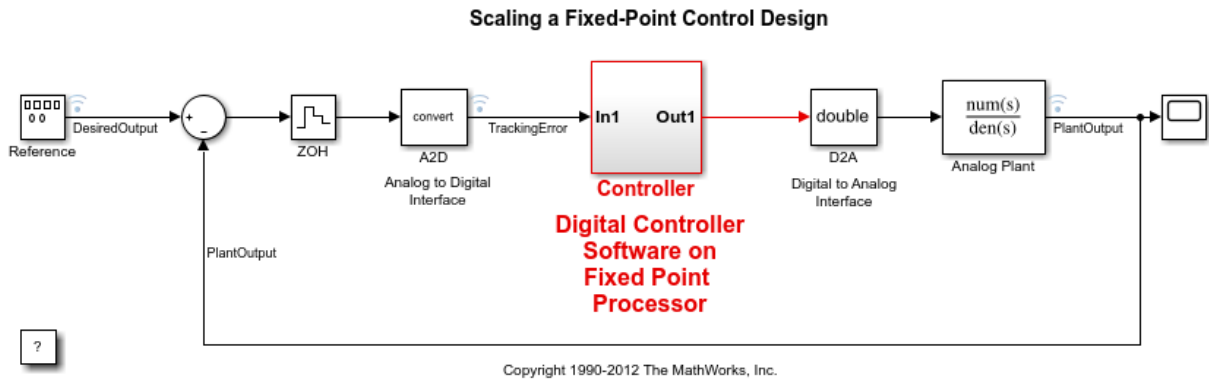 Scaling a Fixed-Point Control Design
DesiredOutput
Reference
+
−
ZOH
convert
A2D
Analog to Digital
Interface
TrackingError
In1 Out1
Controller
Digital Controller
Software on
Fixed Point
Processor
double
D2A
Digital to Analog
Interface
num(s)
den(s)
Analog Plant
PlantOutput
PlantOutput
?
Copyright 1990-2012 The MathWorks, Inc.